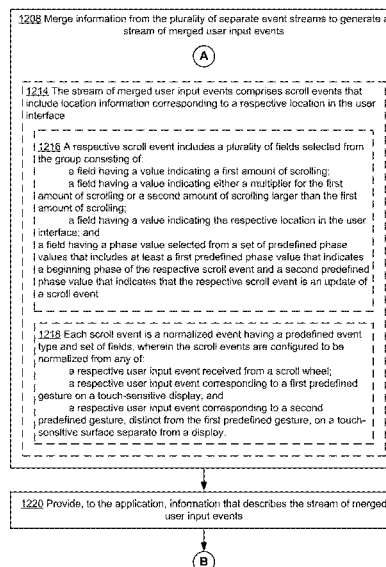 1208 Merge information from the plurality of separate event streams to generate a
stream of merged user input events
A
1214 The stream of merged user input events comprises scroll events that
include location information corresponding to a respective location in the user
interface
1216 A respective scroll event includes a plurality of fields selected from
the group consisting of:
a field having a value indicating a first amount of scrolling;
a field having a value indicating either a multiplier for the first
amount of scrolling or a second amount of scrolling larger than the first
amount of scrolling;
a field having a value indicating the respective location in the user
interface; and
a field having a phase value selected from a set of predefined phase
values that includes at least a first predefined phase value that indicates
a beginning phase of the respective scroll event and a second predefined
phase value that indicates that the respective scroll event is an update of
a scroll event
1218 Each scroll event is a normalized event having a predefined event
type and set of fields, wherein the scroll events are configured to be
normalized from any of:
a respective user input event received from a scroll wheel;
a respective user input event corresponding to a first predefined
gesture on a touch-sensitive display; and
a respective user input event corresponding to a second
predefined gesture, distinct from the first predefined gesture, on a touch-
sensitive surface separate from a display.
1220 Provide, to the application, information that describes the stream of merged
user input events
B